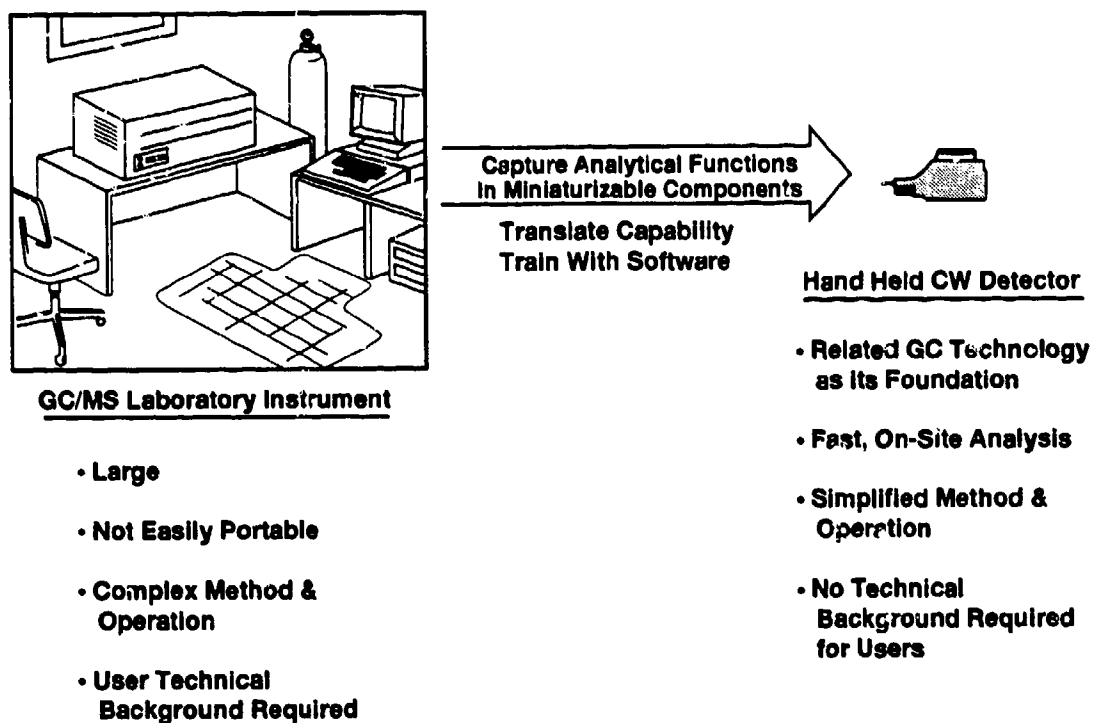 Capture Analytical Functions
in Miniaturizable Components
Translate Capability
Train With Software
GC/MS Laboratory Instrument
• Large
• Not Easily Portable
• Complex Method &
Operation
• User Technical
Background Required
Hand Held CW Detector
• Related GC Technology
as Its Foundation
• Fast, On-Site Analysis
• Simplified Method &
Operation
• No Technical
Background Required
for Users